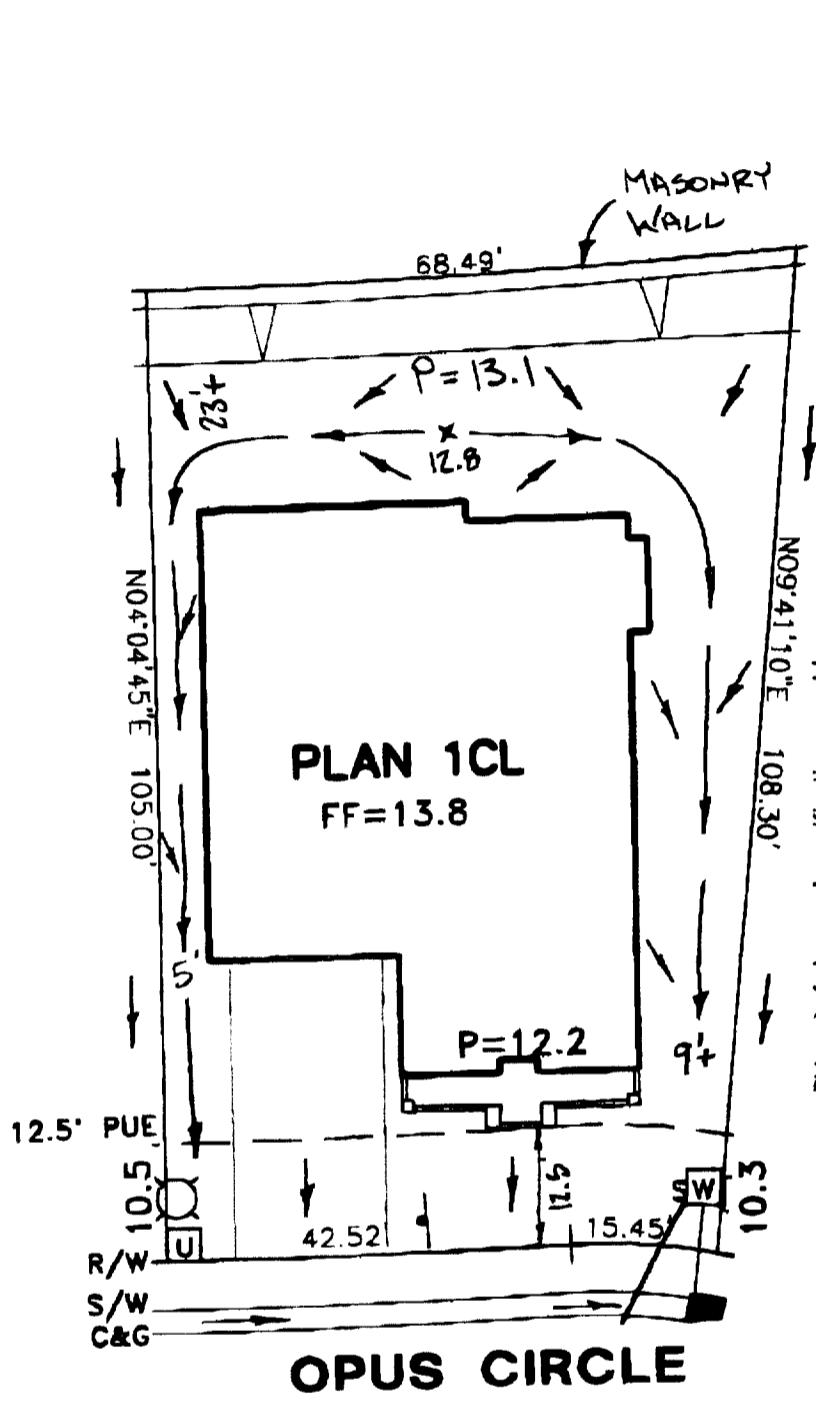 MASONRY
WALL
68.49'
P=13.1
23'+
x
12.8
N04°04'45"E 105.00'
N09°41'10"E 108.30'
PLAN 1CL
FF=13.8
5'
P=12.2
9'+
12.5' PUE
10.5
12.5
S W
10.3
U
42.52
15.45'
R/W
S/W
C&G
OPUS CIRCLE